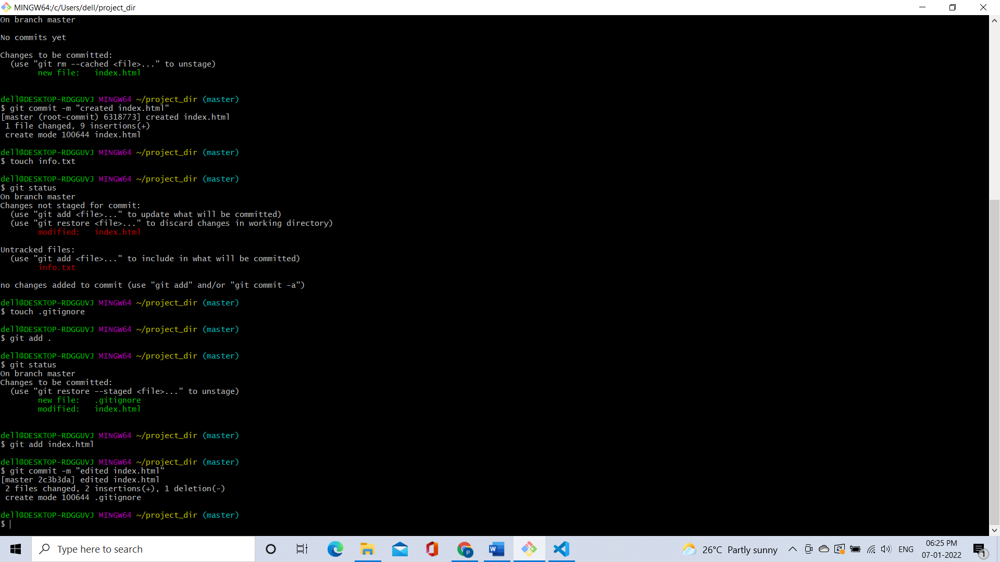 MINGW64:/c/Users/dell/project_dir
On branch master
No commits yet
Changes to be committed:
  (use "git rm --cached <file>..." to unstage)
        new file:   index.html
dell@DESKTOP-RDGGUVJ MINGW64 ~/project_dir (master)
$ git commit -m "created index.html"
[master (root-commit) 6318773] created index.html
 1 file changed, 9 insertions(+)
 create mode 100644 index.html
dell@DESKTOP-RDGGUVJ MINGW64 ~/project_dir (master)
$ touch info.txt
dell@DESKTOP-RDGGUVJ MINGW64 ~/project_dir (master)
$ git status
On branch master
Changes not staged for commit:
  (use "git add <file>..." to update what will be committed)
  (use "git restore <file>..." to discard changes in working directory)
        modified:   index.html
Untracked files:
  (use "git add <file>..." to include in what will be committed)
        info.txt
no changes added to commit (use "git add" and/or "git commit -a")
dell@DESKTOP-RDGGUVJ MINGW64 ~/project_dir (master)
$ touch .gitignore
dell@DESKTOP-RDGGUVJ MINGW64 ~/project_dir (master)
$ git add .
dell@DESKTOP-RDGGUVJ MINGW64 ~/project_dir (master)
$ git status
On branch master
Changes to be committed:
  (use "git restore --staged <file>..." to unstage)
        new file:   .gitignore
        modified:   index.html
dell@DESKTOP-RDGGUVJ MINGW64 ~/project_dir (master)
$ git add index.html
dell@DESKTOP-RDGGUVJ MINGW64 ~/project_dir (master)
$ git commit -m "edited index.html"
[master 2c3b3da] edited index.html
 2 files changed, 2 insertions(+), 1 deletion(-)
 create mode 100644 .gitignore
dell@DESKTOP-RDGGUVJ MINGW64 ~/project_dir (master)
$
Type here to search
P
W
26°C Partly sunny
ENG
06:25 PM
07-01-2022
1